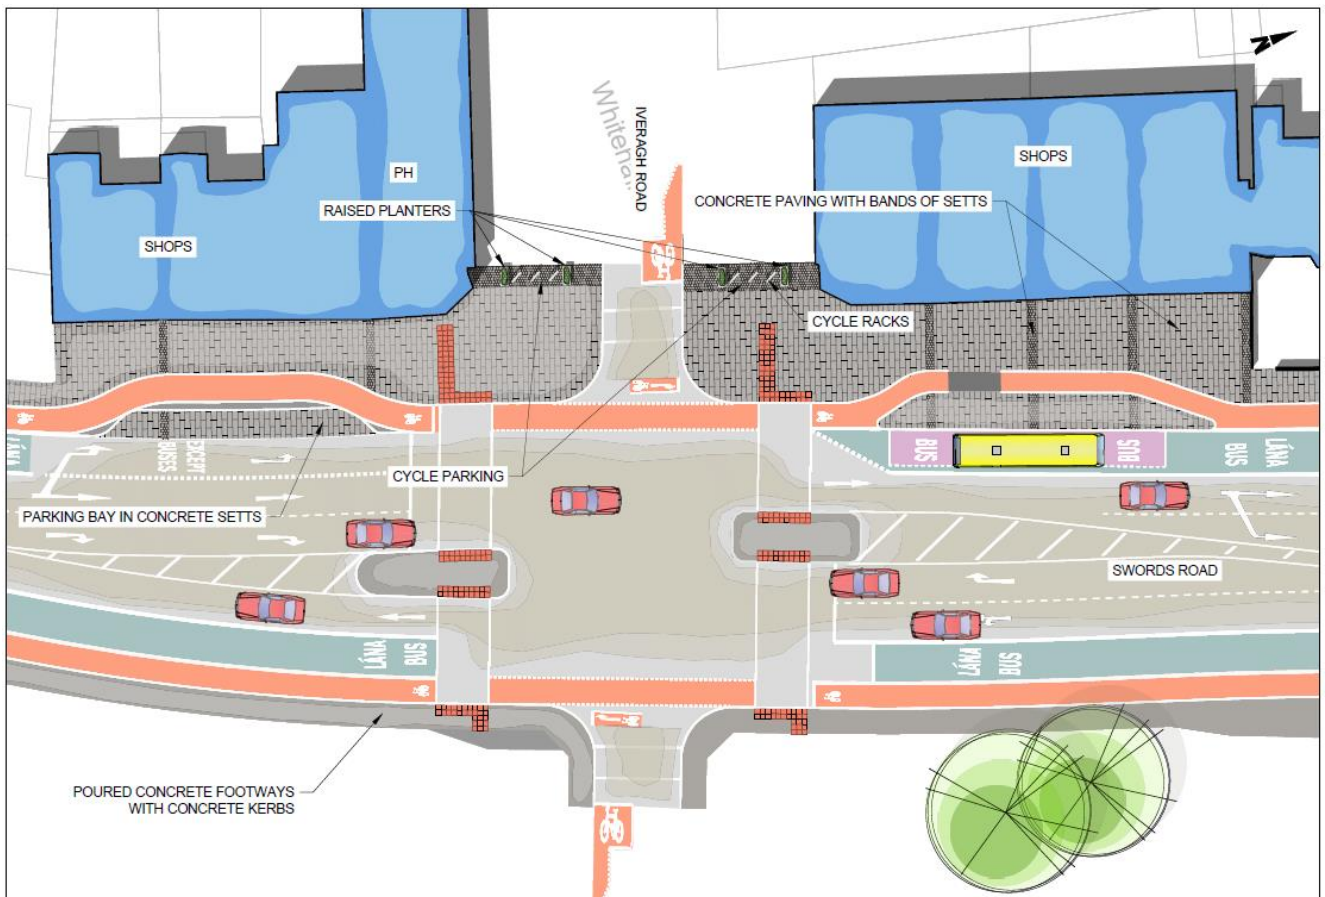 N
IVERAGH ROAD
SHOPS
PH
RAISED PLANTERS
CONCRETE PAVING WITH BANDS OF SETTS
SHOPS
CYCLE RACKS
LÁNA
EXCEPT
BUSES
CYCLE PARKING
BUS
BUS
BUS
LÁNA
PARKING BAY IN CONCRETE SETTS
SWORDS ROAD
LÁNA
BUS
LÁNA
BUS
POURED CONCRETE FOOTWAYS
WITH CONCRETE KERBS